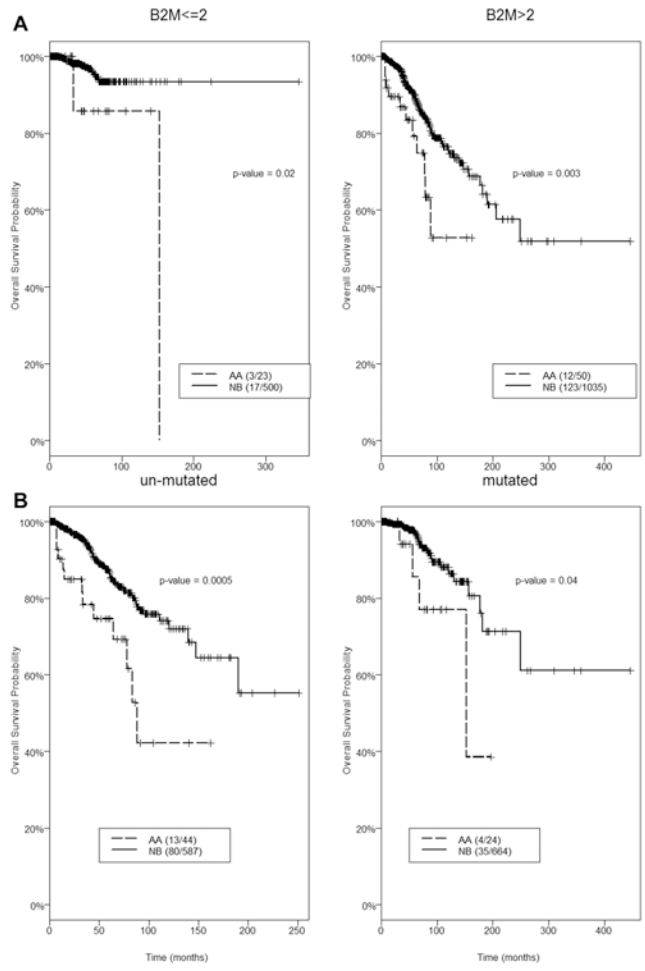 A
B2M<=2
B2M>2
100%
80%
60%
40%
20%
0%
Overall Survival Probability
p-value = 0.02
AA (3/23)
NB (17/500)
0
100
200
300
100%
80%
60%
40%
20%
0%
Overall Survival Probability
p-value = 0.003
AA (12/50)
NB (123/1035)
0
100
200
300
400
B
un-mutated
mutated
100%
80%
60%
40%
20%
0%
Overall Survival Probability
p-value = 0.0005
AA (13/44)
NB (80/587)
0
50
100
150
200
250
Time (months)
100%
80%
60%
40%
20%
0%
Overall Survival Probability
p-value = 0.04
AA (4/24)
NB (35/664)
0
100
200
300
400
Time (months)